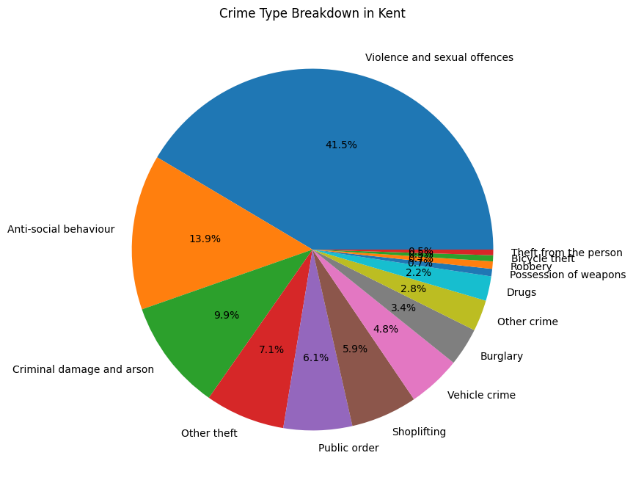 Crime Type Breakdown in Kent
Violence and sexual offences
41.5%
Anti-social behaviour
13.9%
Criminal damage and arson
9.9%
Other theft
7.1%
Public order
6.1%
Shoplifting
5.9%
Vehicle crime
4.8%
Burglary
3.4%
Other crime
2.8%
Drugs
2.2%
Possession of weapons
0.7%
Robbery
Bicycle theft
Theft from the person
0.5%